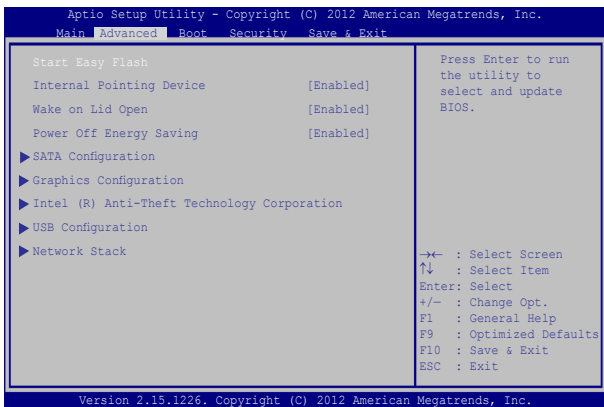 Aptio Setup Utility - Copyright (C) 2012 American Megatrends, Inc.
Main Advanced Boot Security Save & Exit
Start Easy Flash
Internal Pointing Device [Enabled]
Wake on Lid Open [Enabled]
Power Off Energy Saving [Enabled]
SATA Configuration
Graphics Configuration
Intel (R) Anti-Theft Technology Corporation
USB Configuration
Network Stack
Press Enter to run
the utility to
select and update
BIOS.
→← : Select Screen
↑↓ : Select Item
Enter: Select
+/— : Change Opt.
F1 : General Help
F9 : Optimized Defaults
F10 : Save & Exit
ESC : Exit
Version 2.15.1226. Copyright (C) 2012 American Megatrends, Inc.